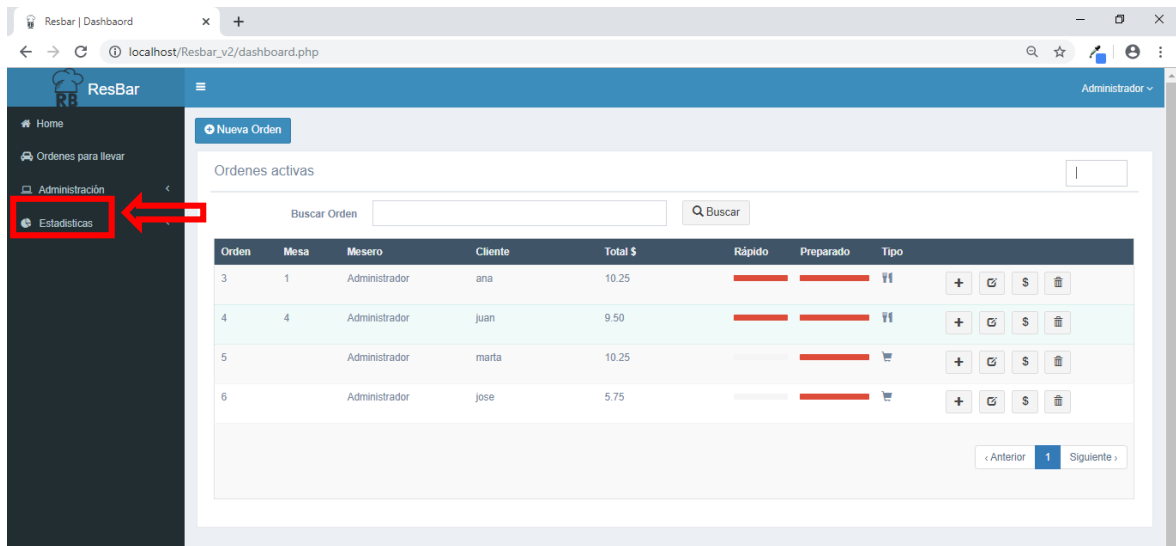 Resbar | Dashbaord
localhost/Resbar_v2/dashboard.php
RB ResBar
Administrador
Home
Ordenes para llevar
Administración
Estadisticas
Nueva Orden
Ordenes activas
Buscar Orden Buscar
Orden Mesa Mesero Cliente Total $ Rápido Preparado Tipo
3 1 Administrador ana 10.25 $
4 4 Administrador juan 9.50 $
5 Administrador marta 10.25 $
6 Administrador jose 5.75 $
‹ Anterior 1 Siguiente ›